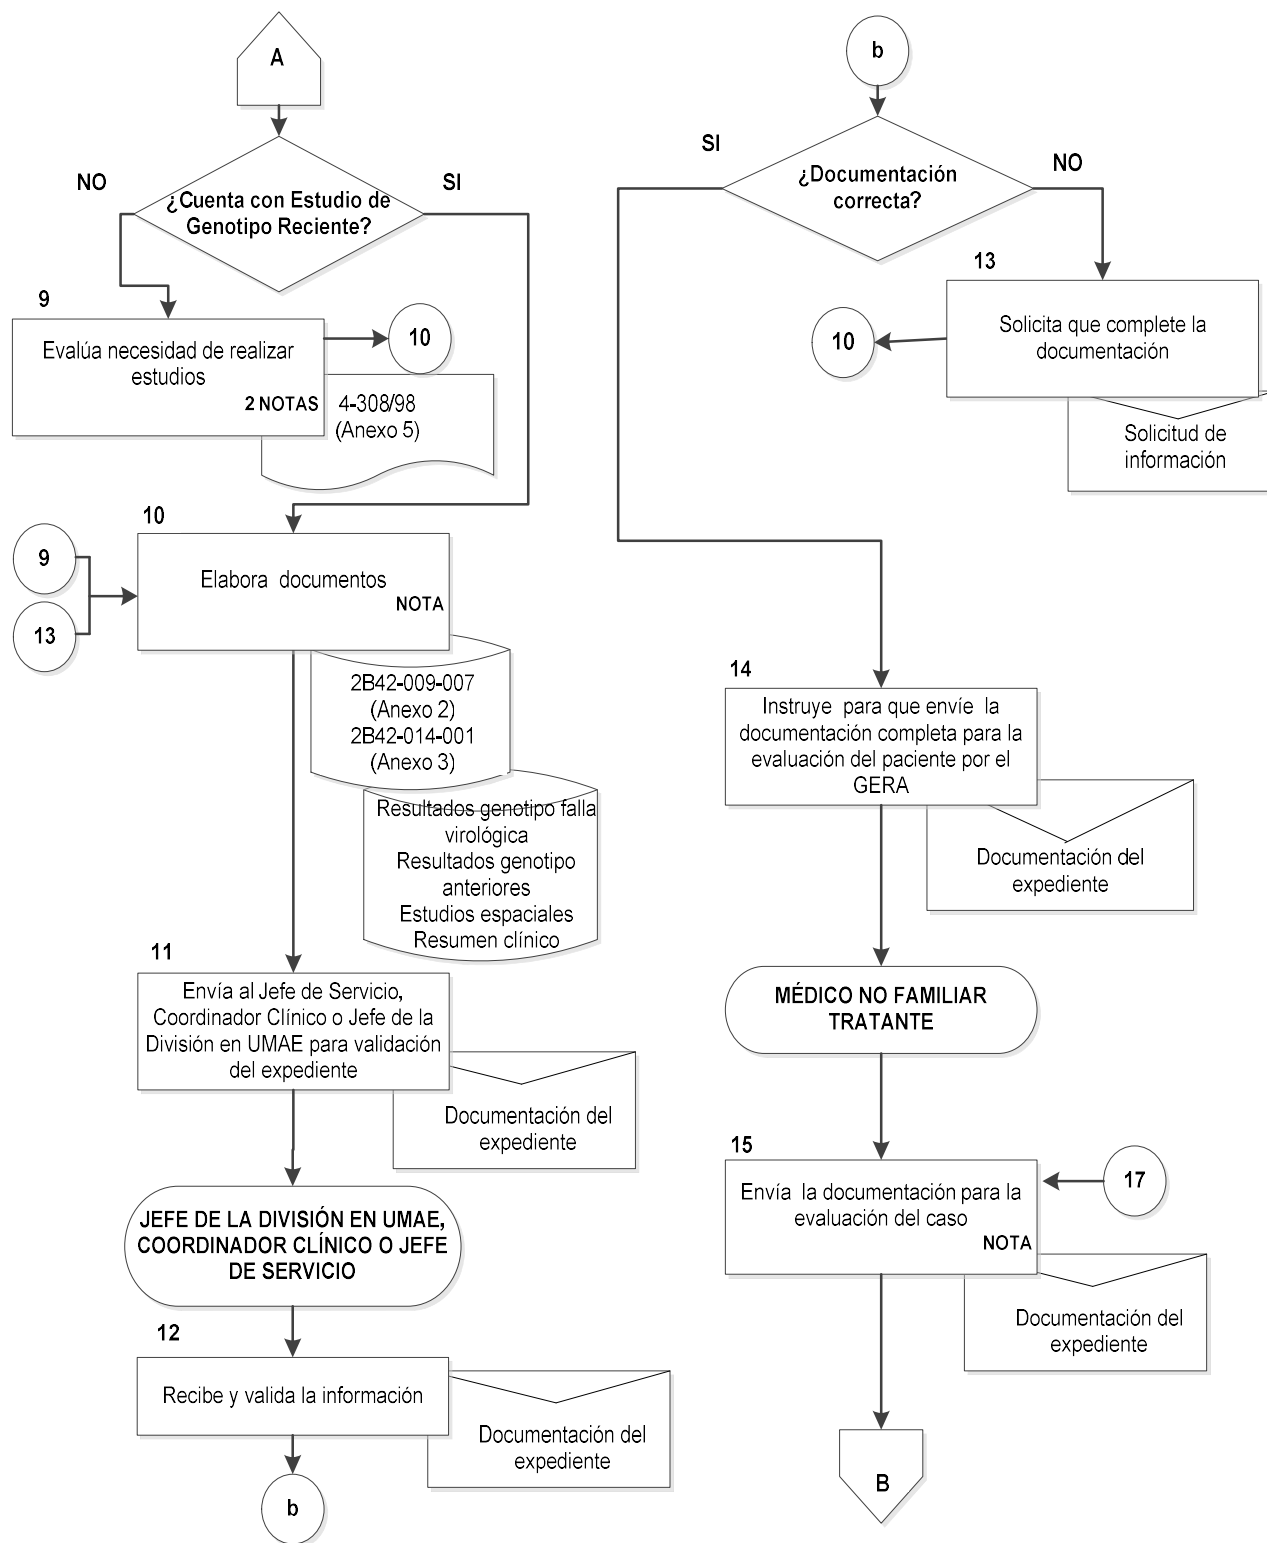 A
¿Cuenta con Estudio de
Genotipo Reciente?
NO
SI
9
Evalúa necesidad de realizar
estudios
2 NOTAS
10
4-308/98
(Anexo 5)
10
Elabora  documentos
NOTA
9
13
2B42-009-007
(Anexo 2)
2B42-014-001
(Anexo 3)
Resultados genotipo falla
virológica
Resultados genotipo
anteriores
Estudios espaciales
Resumen clínico
11
Envía al Jefe de Servicio,
Coordinador Clínico o Jefe de la
División en UMAE para validación
del expediente
Documentación del
expediente
JEFE DE LA DIVISIÓN EN UMAE,
COORDINADOR CLÍNICO O JEFE
DE SERVICIO
12
Recibe y valida la información
Documentación del
expediente
b
b
¿Documentación
correcta?
SI
NO
13
Solicita que complete la
documentación
10
Solicitud de
información
14
Instruye  para que envíe  la
documentación completa para la
evaluación del paciente por el
GERA
Documentación del
expediente
MÉDICO NO FAMILIAR
TRATANTE
15
Envía  la documentación para la
evaluación del caso
NOTA
17
Documentación del
expediente
B